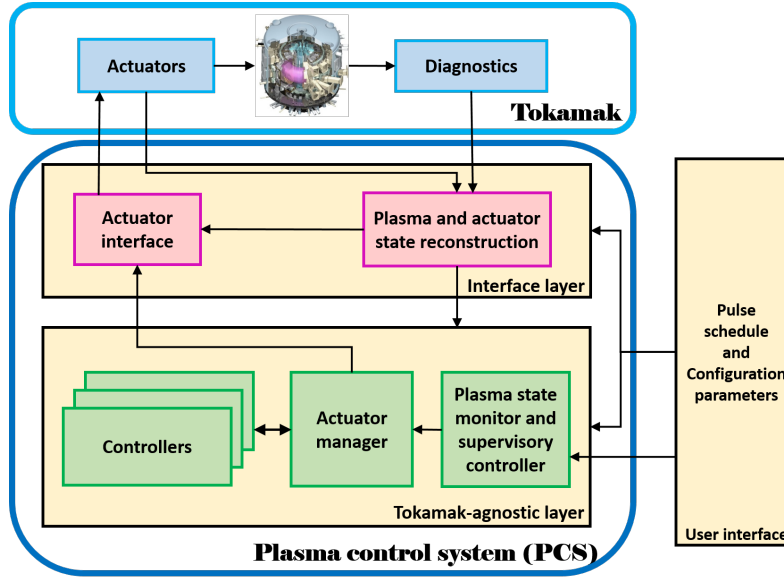 Actuators
Diagnostics
Tokamak
Actuator
interface
Plasma and actuator
state reconstruction
Interface layer
Pulse
schedule
and
Configuration
parameters
Controllers
Actuator
manager
Plasma state
monitor and
supervisory
controller
Tokamak-agnostic layer
User interface
Plasma control system (PCS)